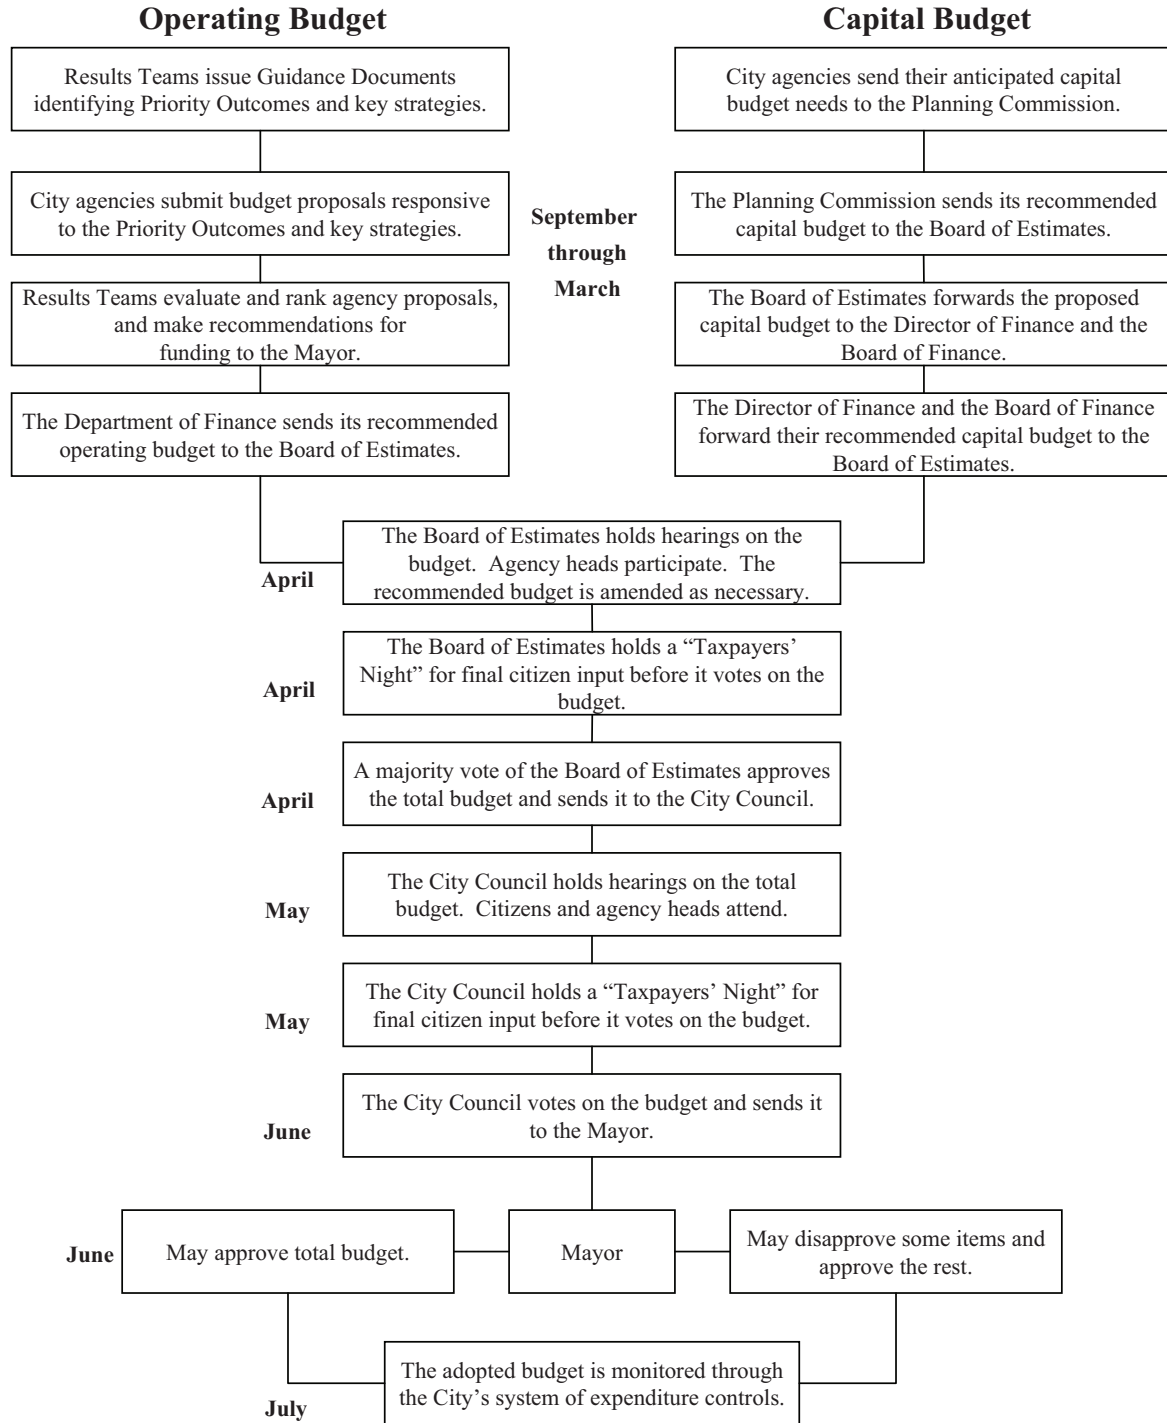 Operating Budget
Capital Budget
Results Teams issue Guidance Documents
identifying Priority Outcomes and key strategies.
City agencies send their anticipated capital
budget needs to the Planning Commission.
City agencies submit budget proposals responsive
to the Priority Outcomes and key strategies.
September
through
March
The Planning Commission sends its recommended
capital budget to the Board of Estimates.
Results Teams evaluate and rank agency proposals,
and make recommendations for
funding to the Mayor.
The Board of Estimates forwards the proposed
capital budget to the Director of Finance and the
Board of Finance.
The Department of Finance sends its recommended
operating budget to the Board of Estimates.
The Director of Finance and the Board of Finance
forward their recommended capital budget to the
Board of Estimates.
April
The Board of Estimates holds hearings on the
budget.  Agency heads participate.  The
recommended budget is amended as necessary.
April
The Board of Estimates holds a “Taxpayers’
Night” for final citizen input before it votes on the
budget.
April
A majority vote of the Board of Estimates approves
the total budget and sends it to the City Council.
May
The City Council holds hearings on the total
budget.  Citizens and agency heads attend.
May
The City Council holds a “Taxpayers’ Night” for
final citizen input before it votes on the budget.
June
The City Council votes on the budget and sends it
to the Mayor.
June
May approve total budget.
Mayor
May disapprove some items and
approve the rest.
July
The adopted budget is monitored through
the City’s system of expenditure controls.